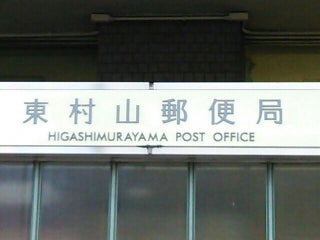 東村山郵便局
HIGASHIMURAYAMA POST OFFICE